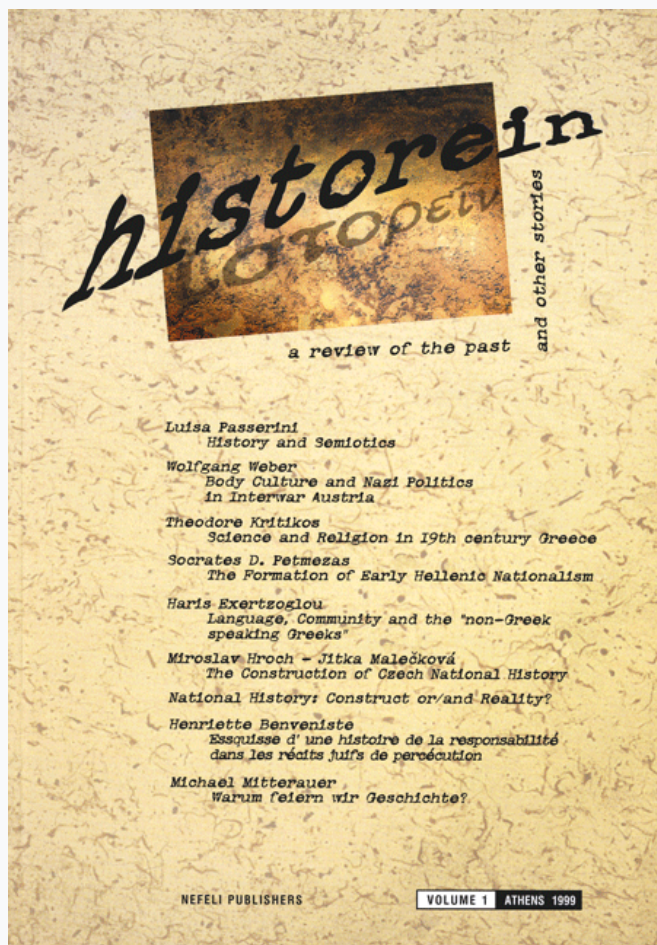 historein
ἱστορεῖν
a review of the past
and other stories
Luisa Passerini
History and Semiotics
Wolfgang Weber
Body Culture and Nazi Politics
in Interwar Austria
Theodore Kritikos
Science and Religion in I9th century Greece
Socrates D. Petmezas
The Formation of Early Hellenic Nationalism
Haris Exertzoglou
Language, Community and the "non-Greek
speaking Greeks"
Miroslav Hroch - Jitka Malečková
The Construction of Czech National History
National History: Construct or/and Reality?
Henriette Benveniste
Essquisse d' une histoire de la responsabilité
dans les récits juifs de percécution
Michael Mitterauer
Warum feiern wir Geschichte?
NEFELI PUBLISHERS
VOLUME 1 ATHENS 1999